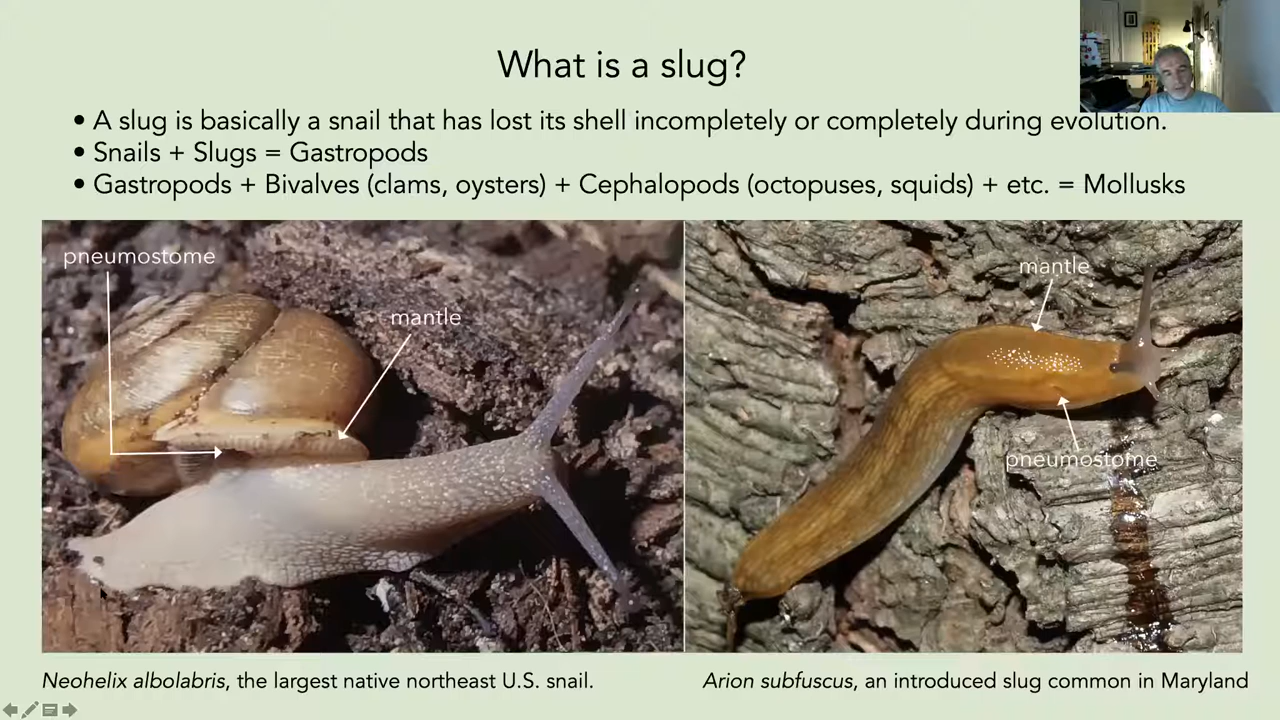 What is a slug?
• A slug is basically a snail that has lost its shell incompletely or completely during evolution.
• Snails + Slugs = Gastropods
• Gastropods + Bivalves (clams, oysters) + Cephalopods (octopuses, squids) + etc. = Mollusks
pneumostome
mantle
mantle
pneumostome
Neohelix albolabris, the largest native northeast U.S. snail.
Arion subfuscus, an introduced slug common in Maryland